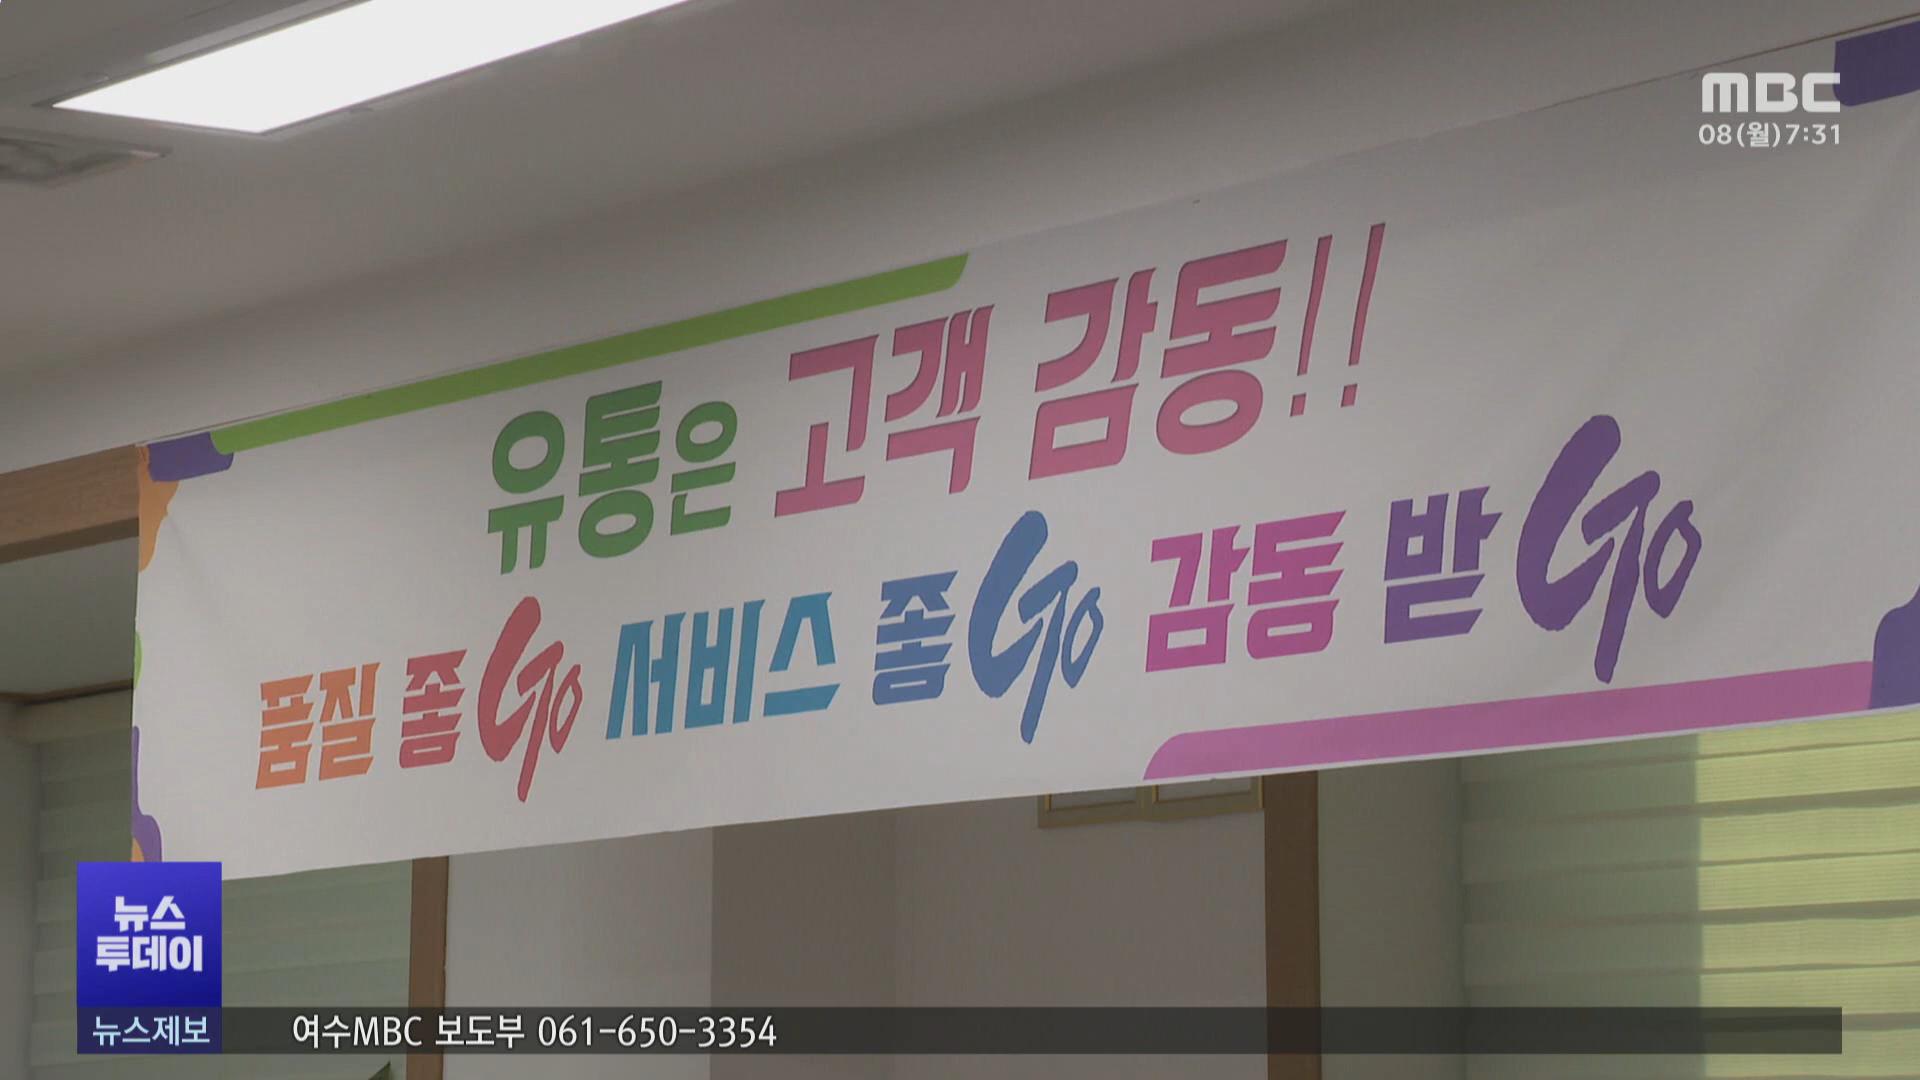 MBC
08(월)7:31
유통은 고객 감동!!
품질 좋Go 서비스 좋Go 감동 받Go
뉴스
투데이
뉴스제보 여수MBC 보도부 061-650-3354